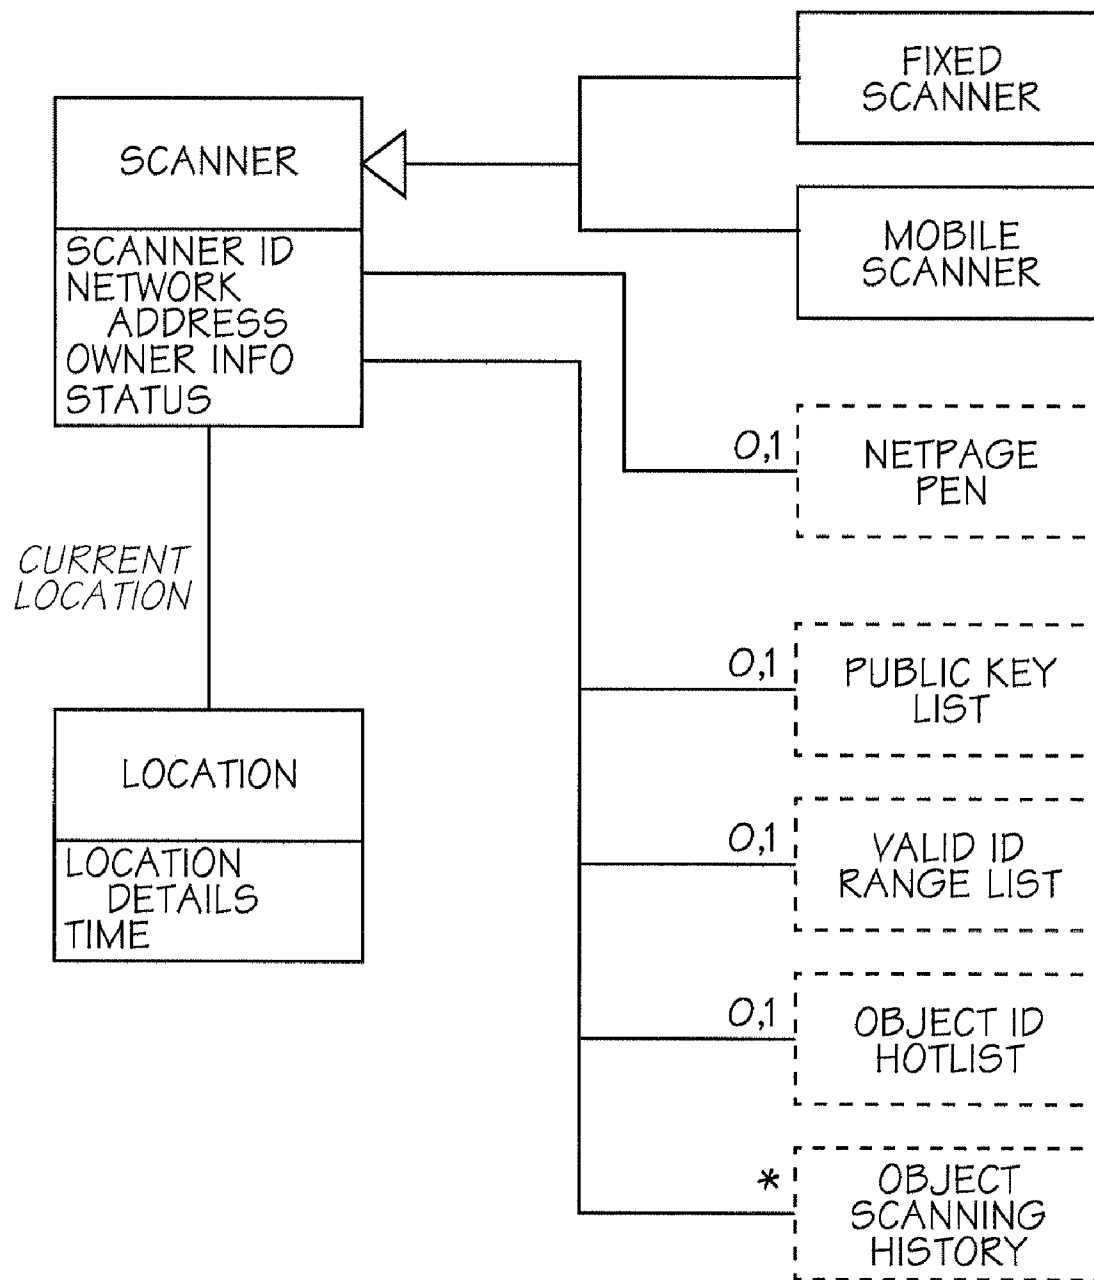 FIXED
SCANNER
SCANNER
SCANNER ID
NETWORK
ADDRESS
OWNER INFO
STATUS
MOBILE
SCANNER
0,1
NETPAGE
PEN
CURRENT
LOCATION
0,1
PUBLIC KEY
LIST
LOCATION
LOCATION
DETAILS
TIME
0,1
VALID ID
RANGE LIST
0,1
OBJECT ID
HOTLIST
*
OBJECT
SCANNING
HISTORY